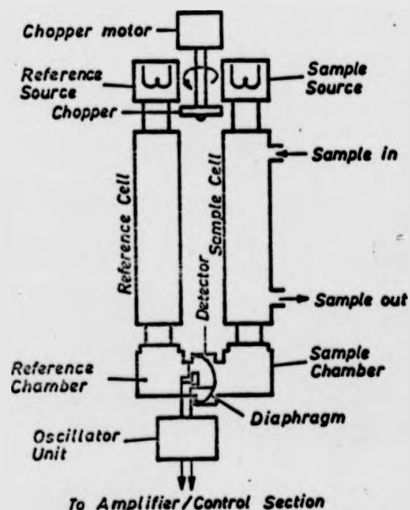 Chopper motor
Reference
Source
Sample
Source
Chopper
Sample in
Reference Cell
Sample Cell
Sample out
Detector
Reference
Chamber
Sample
Chamber
Diaphragm
Oscillator
Unit
To Amplifier/Control Section